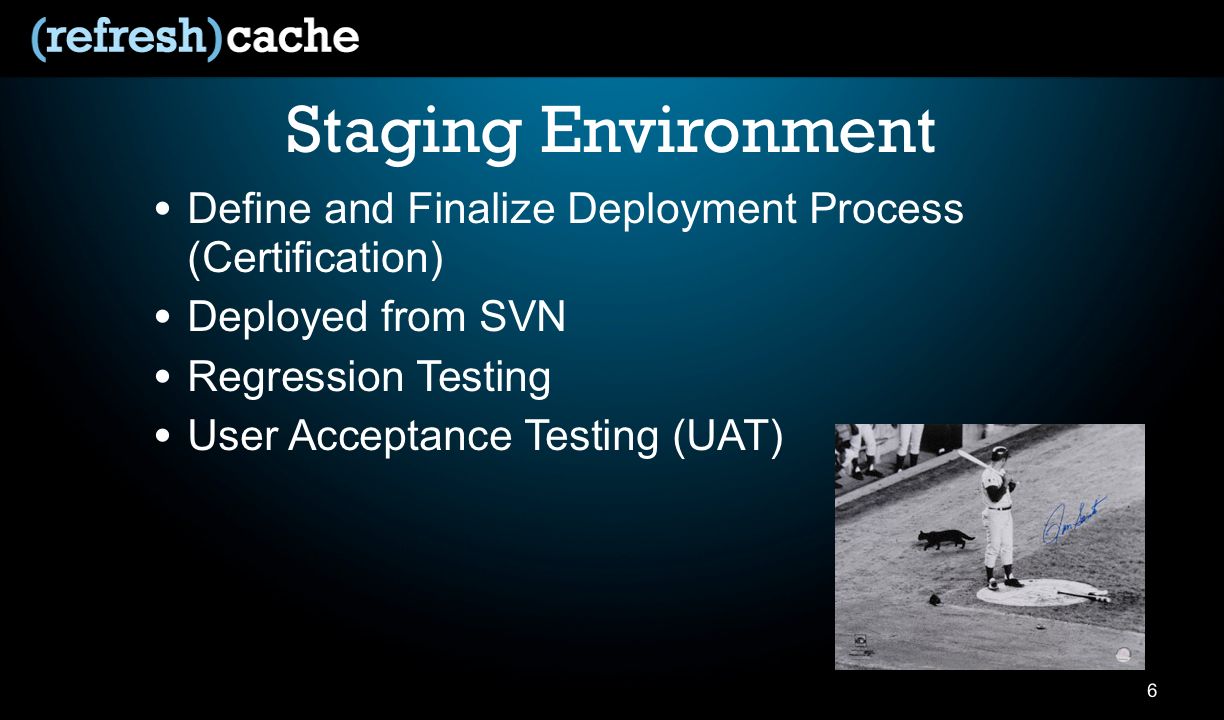 (refresh)cache
Staging Environment
• Define and Finalize Deployment Process
(Certification)
• Deployed from SVN
• Regression Testing
• User Acceptance Testing (UAT)
6